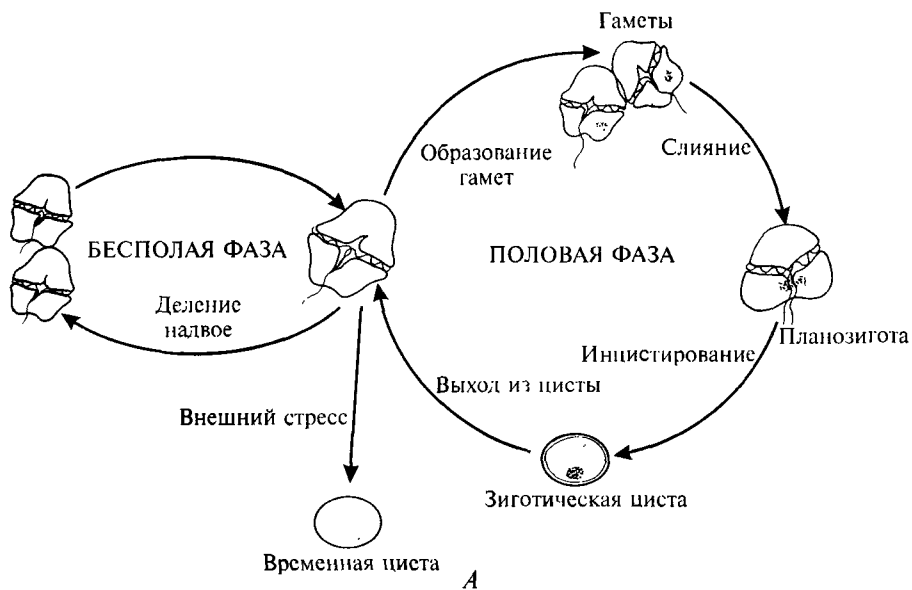 Гаметы
Образование
гамет
Слияние
БЕСПОЛАЯ ФАЗА
ПОЛОВАЯ ФАЗА
Деление
надвое
Планозигота
Инцистирование
Выход из цисты
Внешний стресс
Зиготическая циста
Временная циста
А